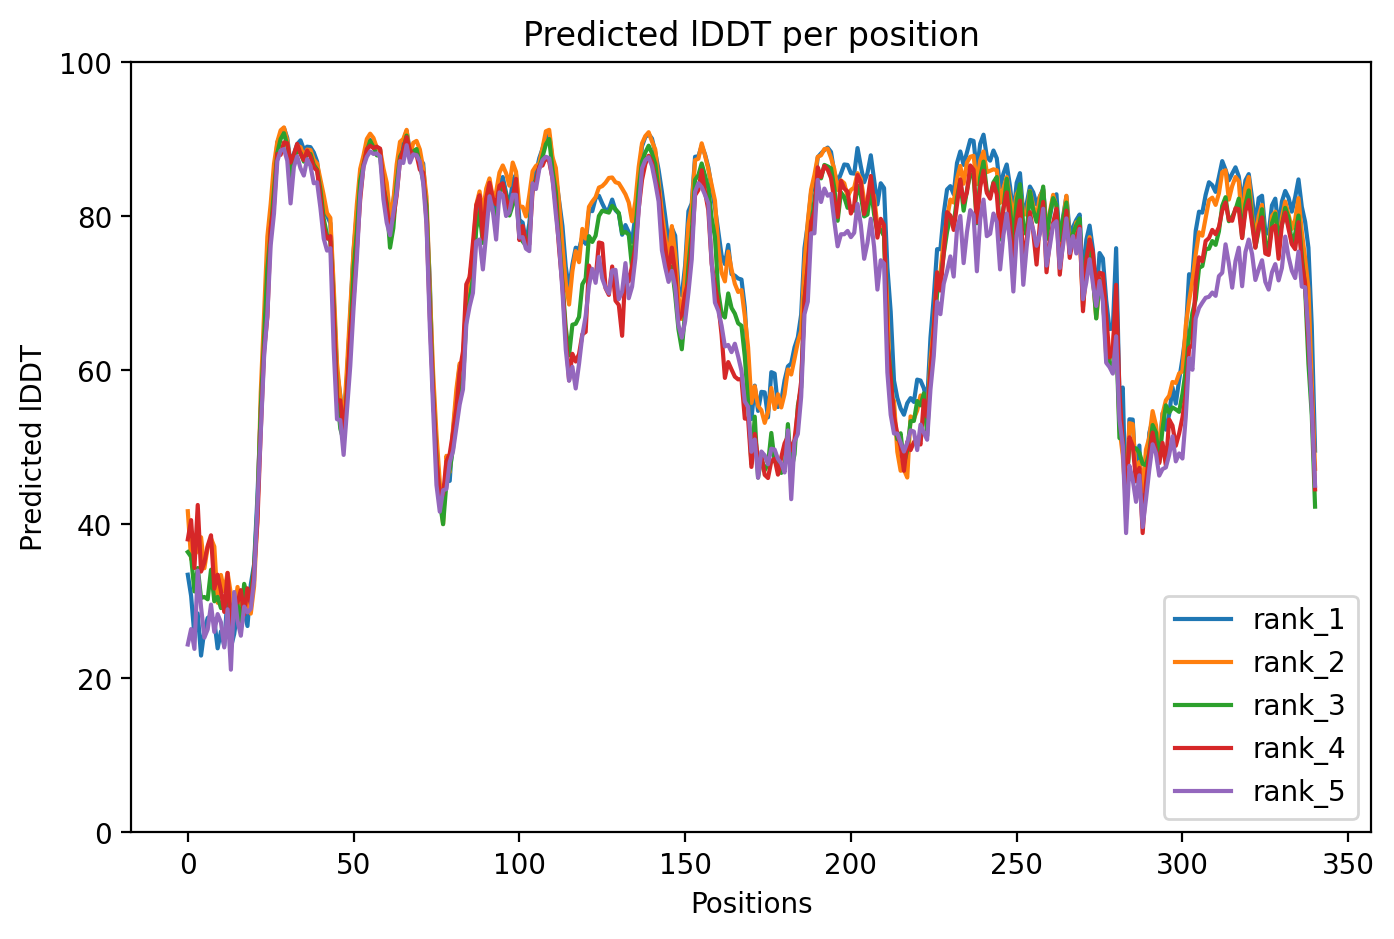 Predicted lDDT per position
100
80
60
40
20
0
Predicted lDDT
0 50 100 150 200 250 300 350
Positions
rank_1
rank_2
rank_3
rank_4
rank_5